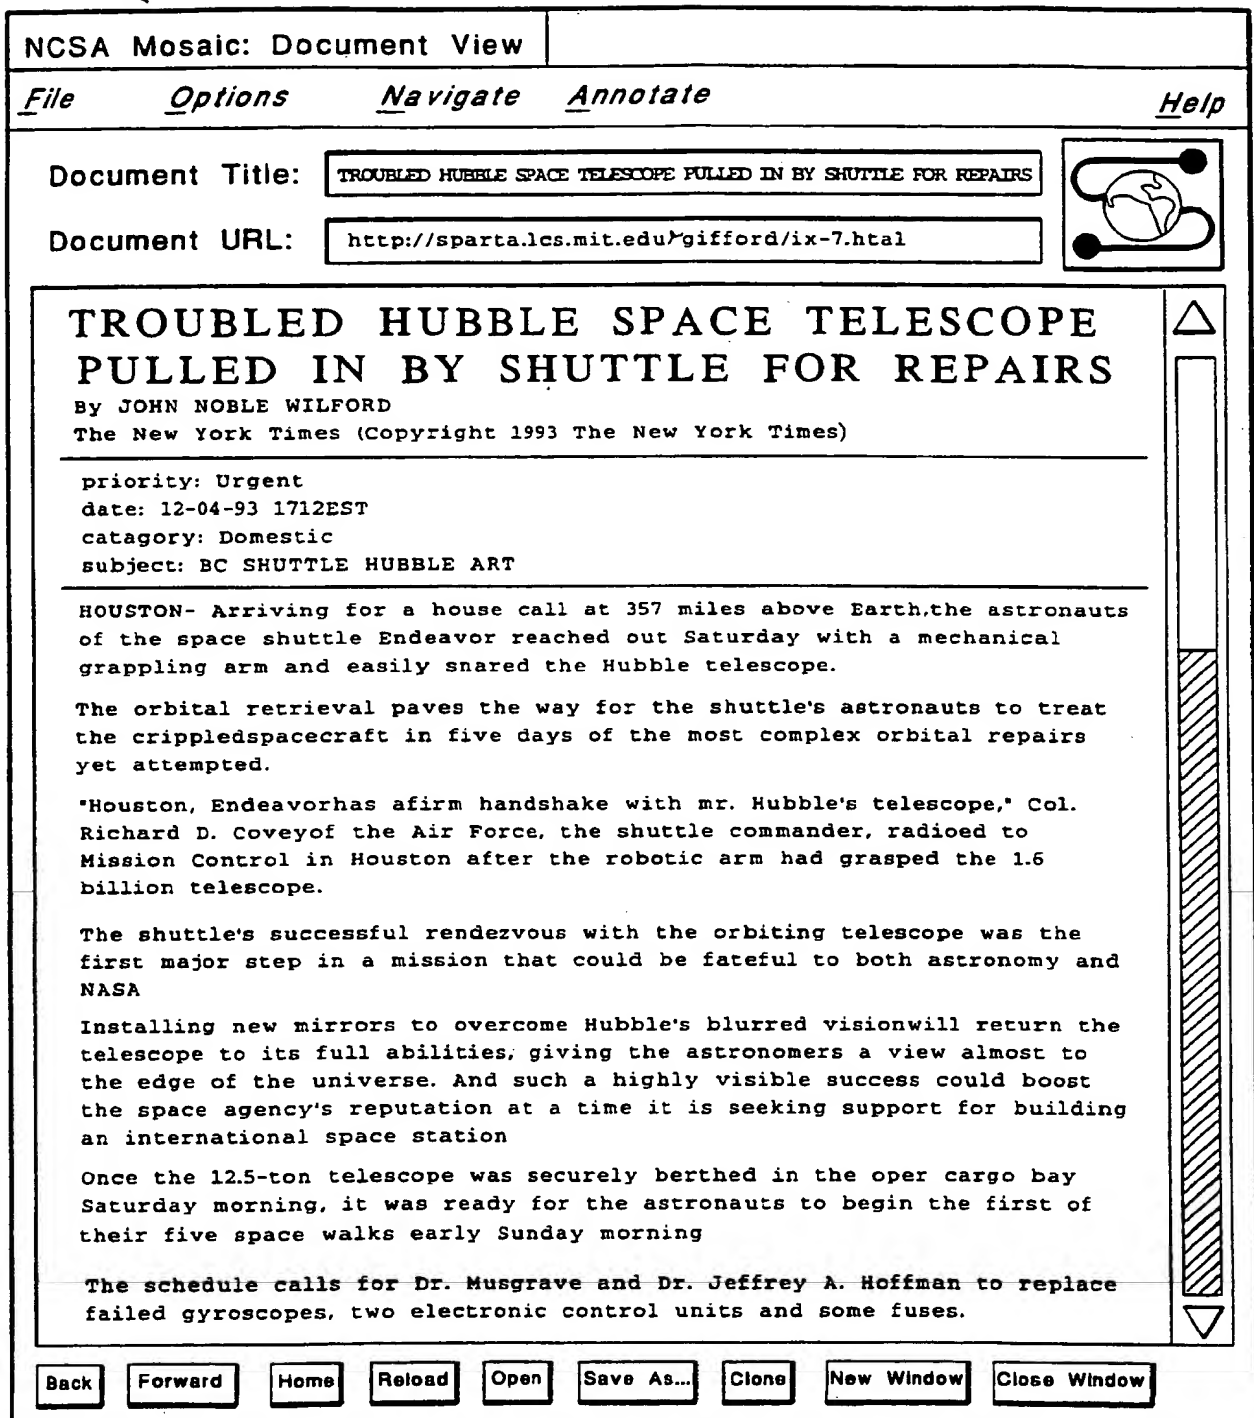 NCSA Mosaic: Document View
File Options Navigate Annotate Help
Document Title: TROUBLED HUBBLE SPACE TELESCOPE PULLED IN BY SHUTTLE FOR REPAIRS
Document URL: http://sparta.lcs.mit.edu/~gifford/ix-7.htal
TROUBLED HUBBLE SPACE TELESCOPE
PULLED IN BY SHUTTLE FOR REPAIRS
By JOHN NOBLE WILFORD
The New York Times (Copyright 1993 The New York Times)
priority: Urgent
date: 12-04-93 1712EST
catagory: Domestic
subject: BC SHUTTLE HUBBLE ART
HOUSTON- Arriving for a house call at 357 miles above Earth,the astronauts
of the space shuttle Endeavor reached out Saturday with a mechanical
grappling arm and easily snared the Hubble telescope.
The orbital retrieval paves the way for the shuttle's astronauts to treat
the crippledspacecraft in five days of the most complex orbital repairs
yet attempted.
"Houston, Endeavorhas afirm handshake with mr. Hubble's telescope," Col.
Richard D. Coveyof the Air Force, the shuttle commander, radioed to
Mission Control in Houston after the robotic arm had grasped the 1.6
billion telescope.
The shuttle's successful rendezvous with the orbiting telescope was the
first major step in a mission that could be fateful to both astronomy and
NASA
Installing new mirrors to overcome Hubble's blurred visionwill return the
telescope to its full abilities, giving the astronomers a view almost to
the edge of the universe. And such a highly visible success could boost
the space agency's reputation at a time it is seeking support for building
an international space station
Once the 12.5-ton telescope was securely berthed in the oper cargo bay
Saturday morning, it was ready for the astronauts to begin the first of
their five space walks early Sunday morning
The schedule calls for Dr. Musgrave and Dr. Jeffrey A. Hoffman to replace
failed gyroscopes, two electronic control units and some fuses.
Back Forward Home Reload Open Save As... Clone New Window Close Window